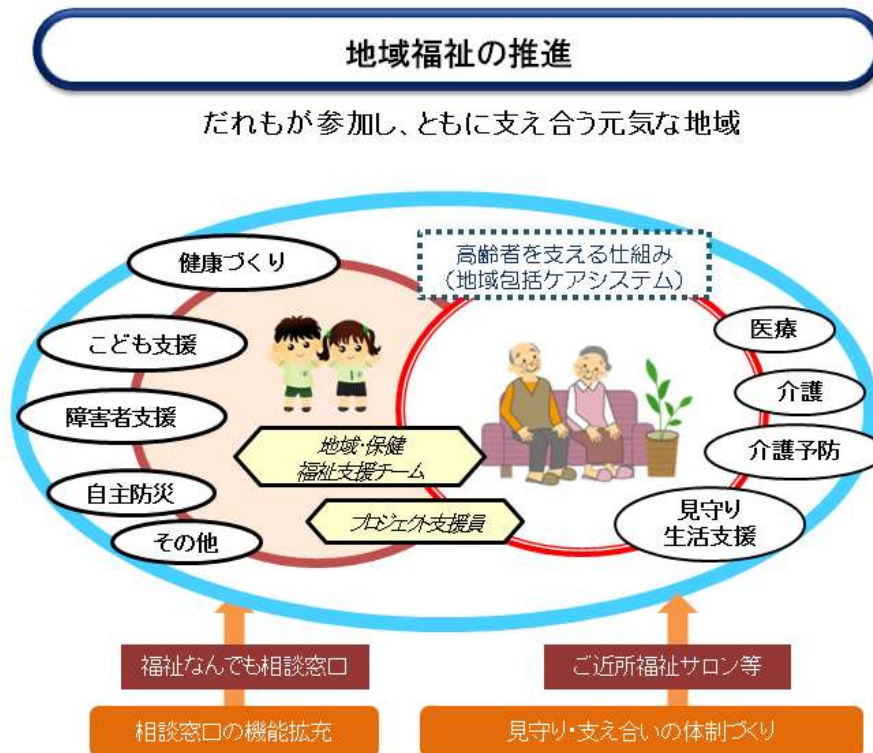 地域福祉の推進
だれもが参加し、ともに支え合う元気な地域
高齢者を支える仕組み
(地域包括ケアシステム)
健康づくり
こども支援
障害者支援
自主防災
その他
地域・保健
福祉支援チーム
プロジェクト支援員
医療
介護
介護予防
見守り
生活支援
福祉なんでも相談窓口
ご近所福祉サロン等
相談窓口の機能拡充
見守り・支え合いの体制づくり